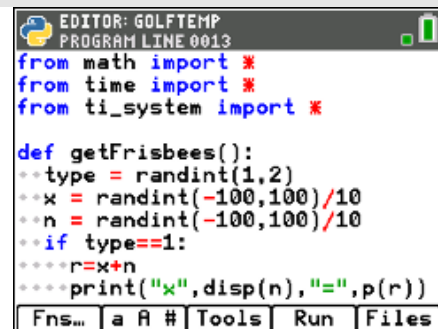 EDITOR: GOLFTEMP
PROGRAM LINE 0013
from math import *
from time import *
from ti_system import *
def getFrisbees():
type = randint(1,2)
x = randint(-100,100)/10
n = randint(-100,100)/10
if type==1:
r=x+n
print("x",disp(n),"=",p(r))
Fns… a A # Tools Run Files